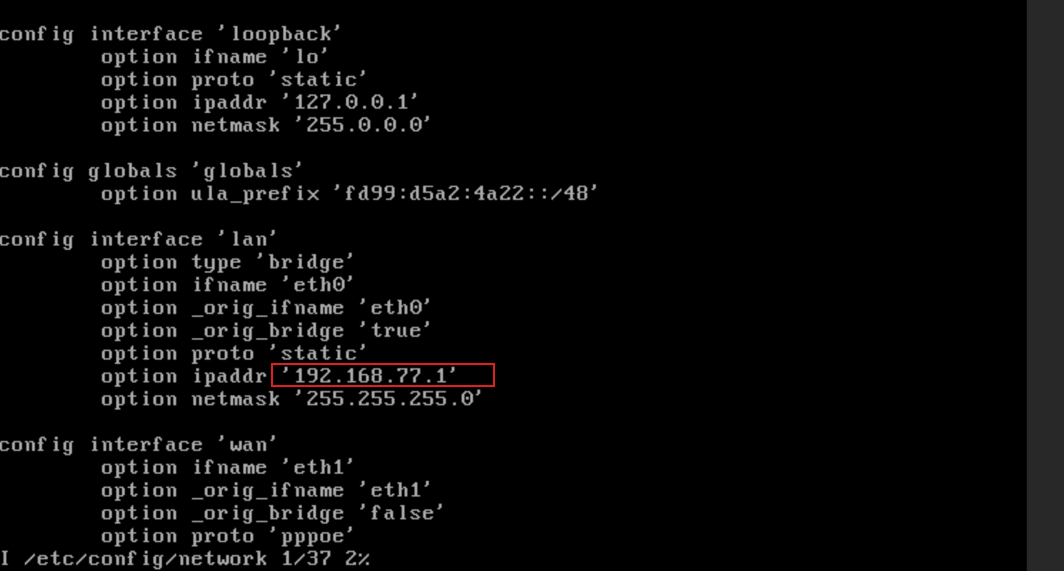 config interface 'loopback'
        option ifname 'lo'
        option proto 'static'
        option ipaddr '127.0.0.1'
        option netmask '255.0.0.0'

config globals 'globals'
        option ula_prefix 'fd99:d5a2:4a22::/48'

config interface 'lan'
        option type 'bridge'
        option ifname 'eth0'
        option _orig_ifname 'eth0'
        option _orig_bridge 'true'
        option proto 'static'
        option ipaddr '192.168.77.1'
        option netmask '255.255.255.0'

config interface 'wan'
        option ifname 'eth1'
        option _orig_ifname 'eth1'
        option _orig_bridge 'false'
        option proto 'pppoe'
I /etc/config/network 1/37 2%